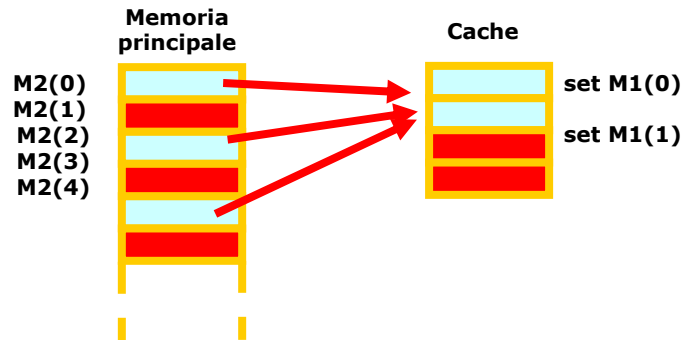 Memoria
principale
Cache
M2(0)
M2(1)
M2(2)
M2(3)
M2(4)
set M1(0)
set M1(1)